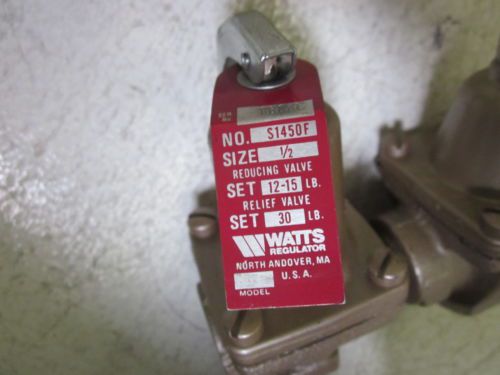 NO. S1450F
SIZE 1/2
REDUCING VALVE
SET 12-15 LB.
RELIEF VALVE
SET 30 LB.
WATTS
REGULATOR
NORTH ANDOVER, MA
U.S.A.
MODEL